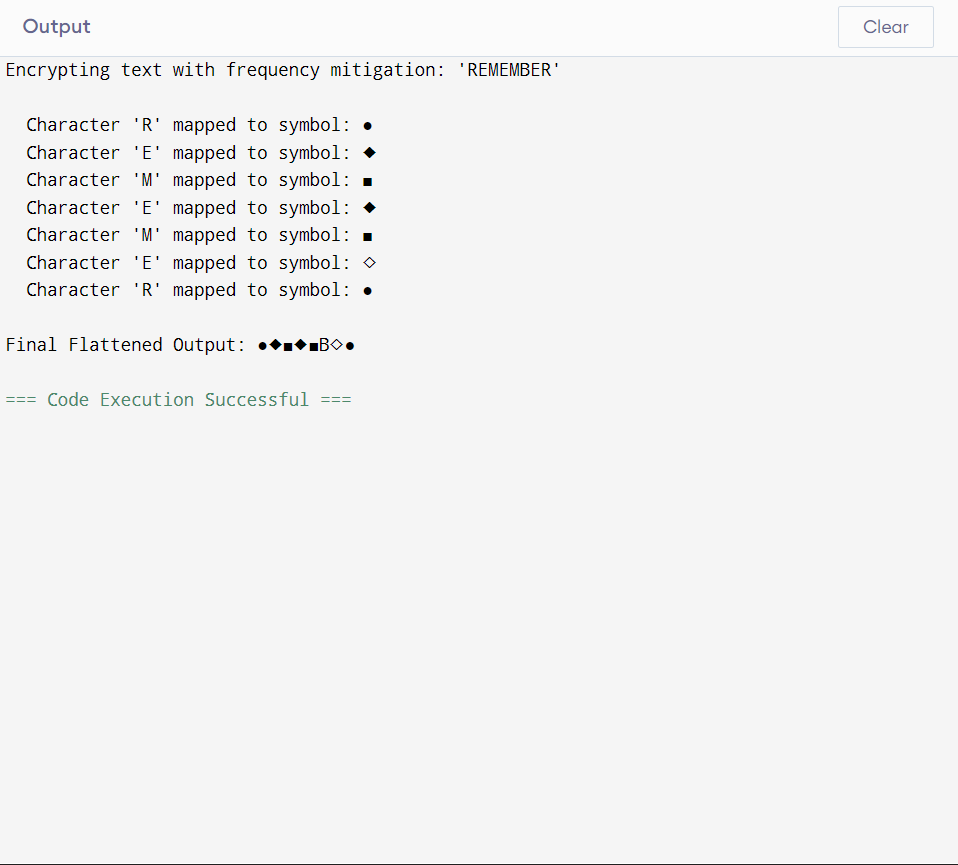 Output
Clear
Encrypting text with frequency mitigation: 'REMEMBER'
Character 'R' mapped to symbol: ●
Character 'E' mapped to symbol: ◆
Character 'M' mapped to symbol: ■
Character 'E' mapped to symbol: ◆
Character 'M' mapped to symbol: ■
Character 'E' mapped to symbol: ◇
Character 'R' mapped to symbol: ●
Final Flattened Output: ●◆■◆■B◇●
=== Code Execution Successful ===